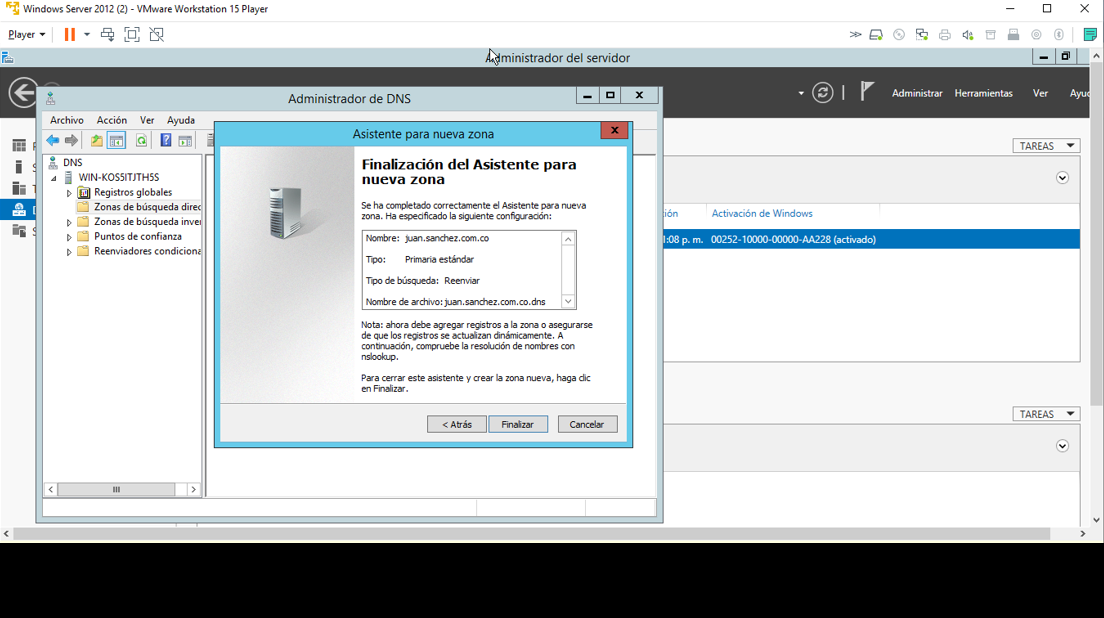 Windows Server 2012 (2) - VMware Workstation 15 Player
Player
Administrador del servidor
Administrar Herramientas Ver Ayuc
Administrador de DNS
Archivo Acción Ver Ayuda
DNS
WIN-KOS5ITJTH5S
Registros globales
Zonas de búsqueda direc
Zonas de búsqueda inver
Puntos de confianza
Reenviadores condiciona
Asistente para nueva zona
Finalización del Asistente para
nueva zona
Se ha completado correctamente el Asistente para nueva
zona. Ha especificado la siguiente configuración:
Nombre: juan.sanchez.com.co
Tipo: Primaria estándar
Tipo de búsqueda: Reenviar
Nombre de archivo: juan.sanchez.com.co.dns
Nota: ahora debe agregar registros a la zona o asegurarse
de que los registros se actualizan dinámicamente. A
continuación, compruebe la resolución de nombres con
nslookup.
Para cerrar este asistente y crear la zona nueva, haga clic
en Finalizar.
< Atrás Finalizar Cancelar
TAREAS
ión Activación de Windows
1:08 p. m. 00252-10000-00000-AA228 (activado)
TAREAS